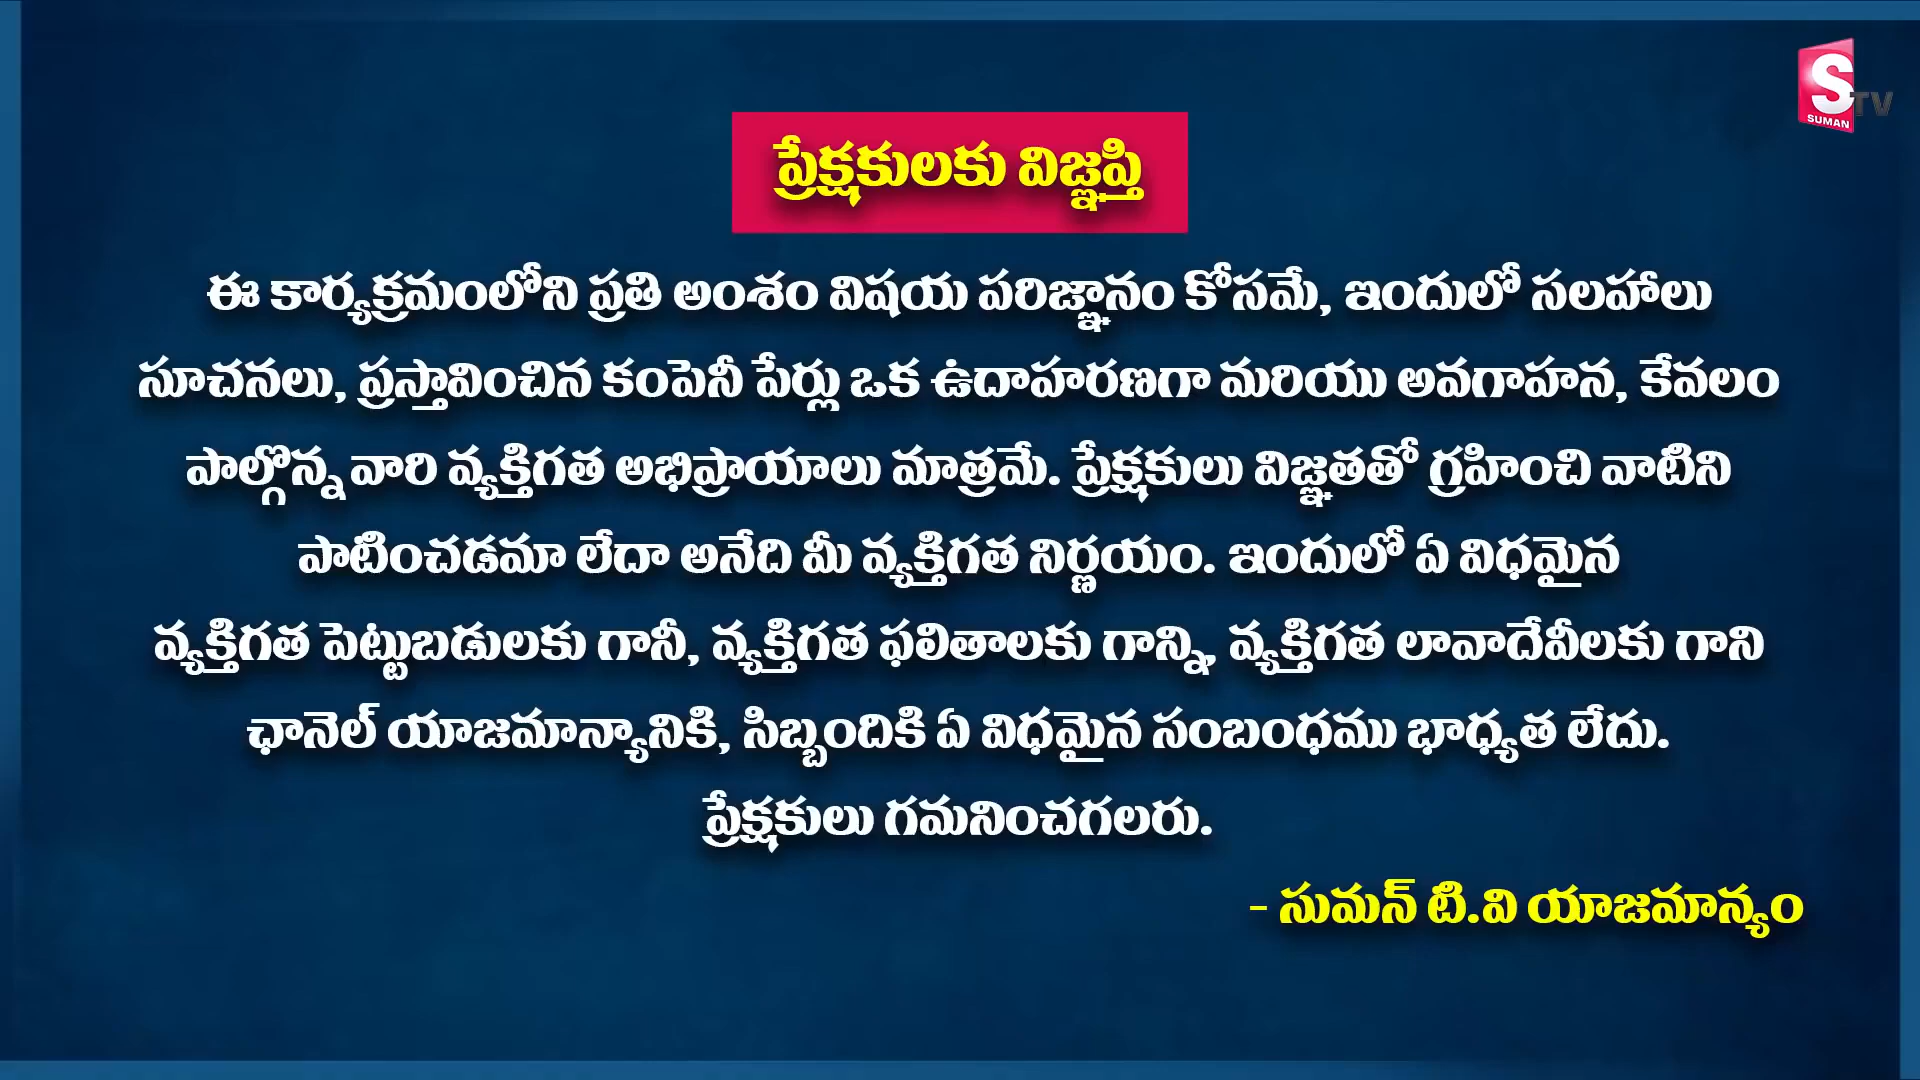 S
TV
SUMAN
ప్రేక్షకులకు విజ్ఞప్తి
ఈ కార్యక్రమంలోని ప్రతి అంశం విషయ పరిజ్ఞానం కోసమే, ఇందులో సలహాలు
సూచనలు, ప్రస్తావించిన కంపెనీ పేర్లు ఒక ఉదాహరణగా మరియు అవగాహన, కేవలం
పాల్గొన్న వారి వ్యక్తిగత అభిప్రాయాలు మాత్రమే. ప్రేక్షకులు విజ్ఞతతో గ్రహించి వాటిని
పాటించడమా లేదా అనేది మీ వ్యక్తిగత నిర్ణయం. ఇందులో ఏ విధమైన
వ్యక్తిగత పెట్టుబడులకు గానీ, వ్యక్తిగత ఫలితాలకు గాన్ని, వ్యక్తిగత లావాదేవీలకు గాని
ఛానెల్ యాజమాన్యానికి, సిబ్బందికి ఏ విధమైన సంబంధము భాధ్యత లేదు.
ప్రేక్షకులు గమనించగలరు.
- సుమన్ టి.వి యాజమాన్యం